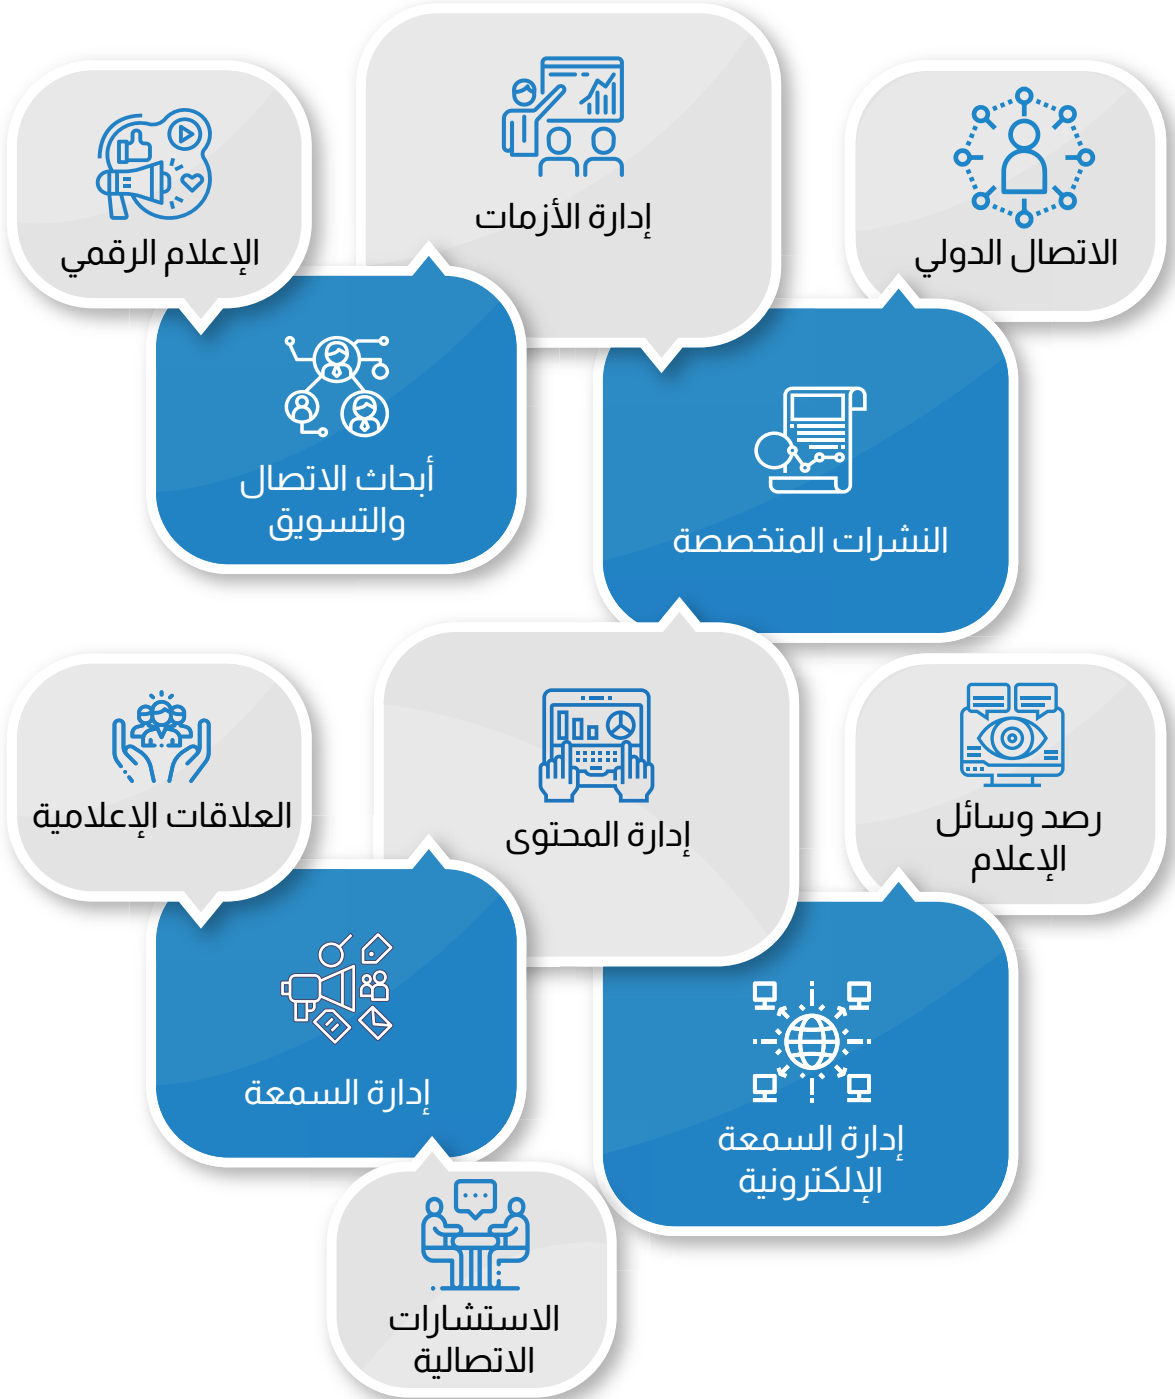 الاتصال الدولي
إدارة الأزمات
الإعلام الرقمي
النشرات المتخصصة
أبحاث الاتصال
والتسويق
رصد وسائل
الإعلام
إدارة المحتوى
العلاقات الإعلامية
إدارة السمعة
الإلكترونية
إدارة السمعة
الاستشارات
الاتصالية